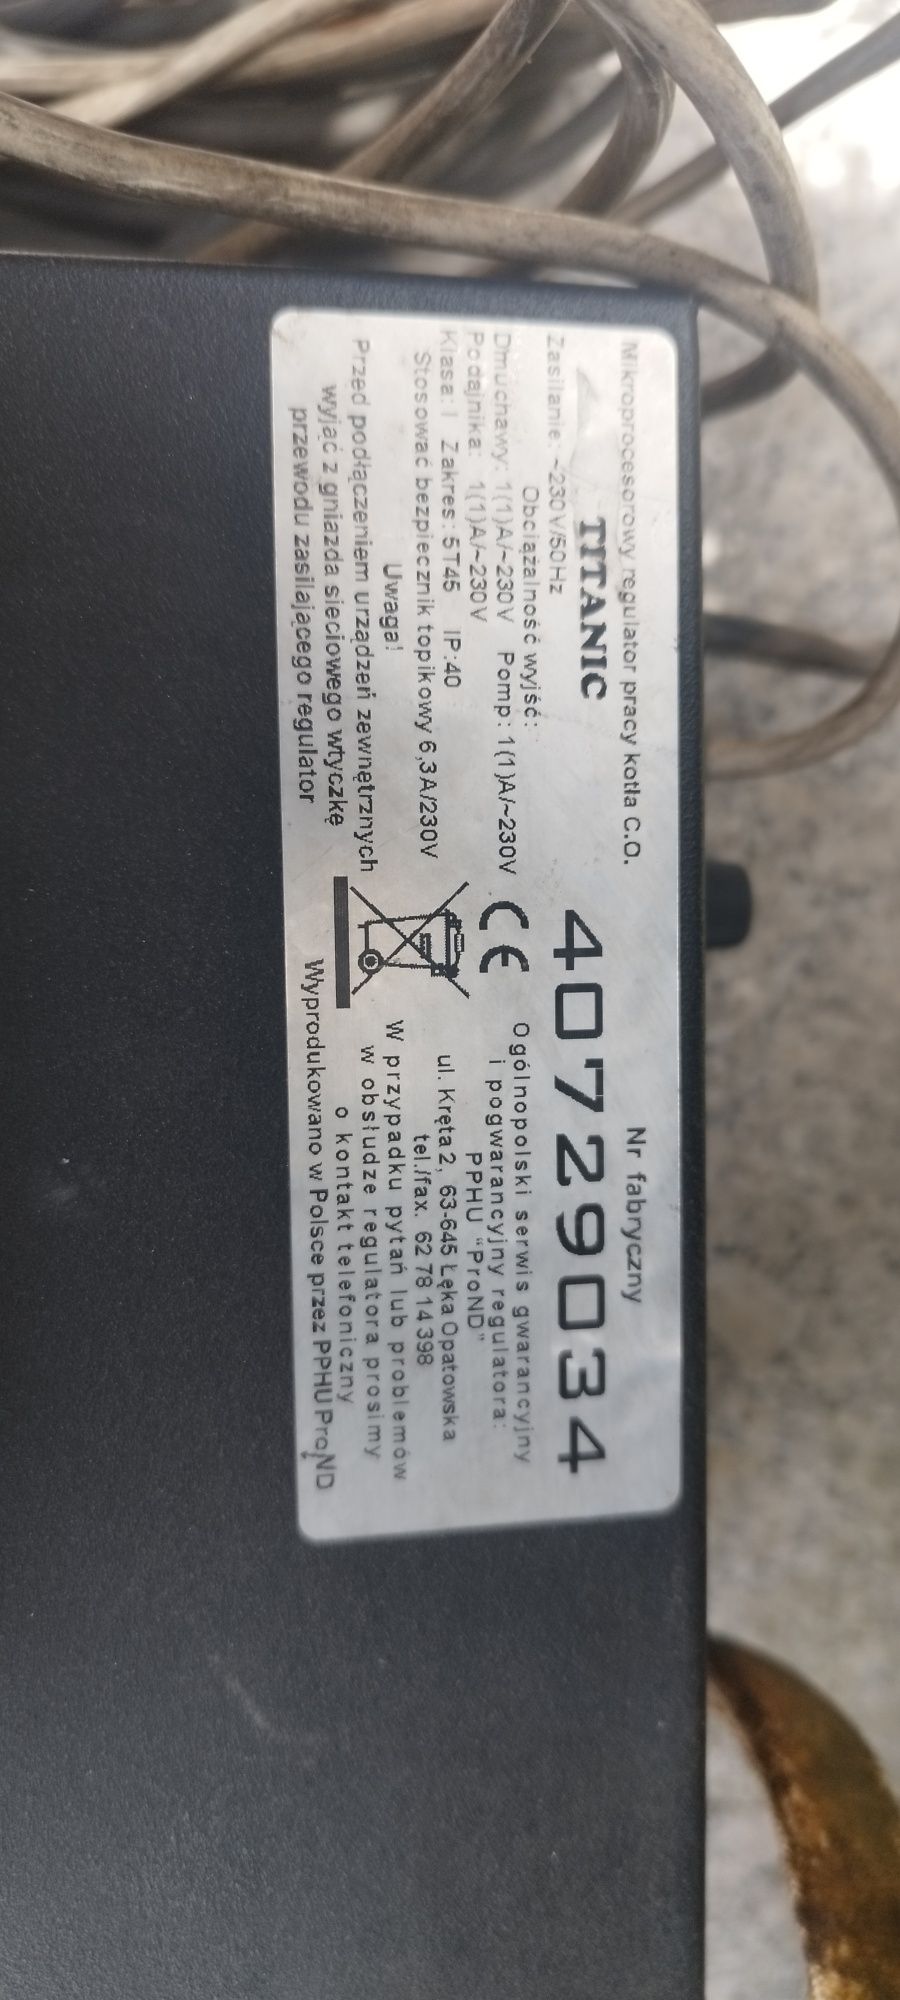 Mikroprocesorowy regulator pracy kotła C.O.
TITANIC
Zasilanie: ~230V/50Hz
Obciążalność wyjść:
Dmuchawy: 1(1)A/~230V Pomp: 1(1)A/~230V
Podajnika: 1(1)A/~230V
Klasa: I Zakres: 5T45 IP:40
Stosować bezpiecznik topikowy 6,3A/230V
Uwaga!
Przed podłączeniem urządzeń zewnętrznych
wyjąć z gniazda sieciowego wtyczkę
przewodu zasilającego regulator
CE
Nr fabryczny
40729034
Ogólnopolski serwis gwarancyjny
i pogwarancyjny regulatora:
PPHU "ProND"
ul. Kręta 2, 63-645 Łęka Opatowska
tel./fax. 62 78 14 398
W przypadku pytań lub problemów
w obsłudze regulatora prosimy
o kontakt telefoniczny
Wyprodukowano w Polsce przez PPHU ProND